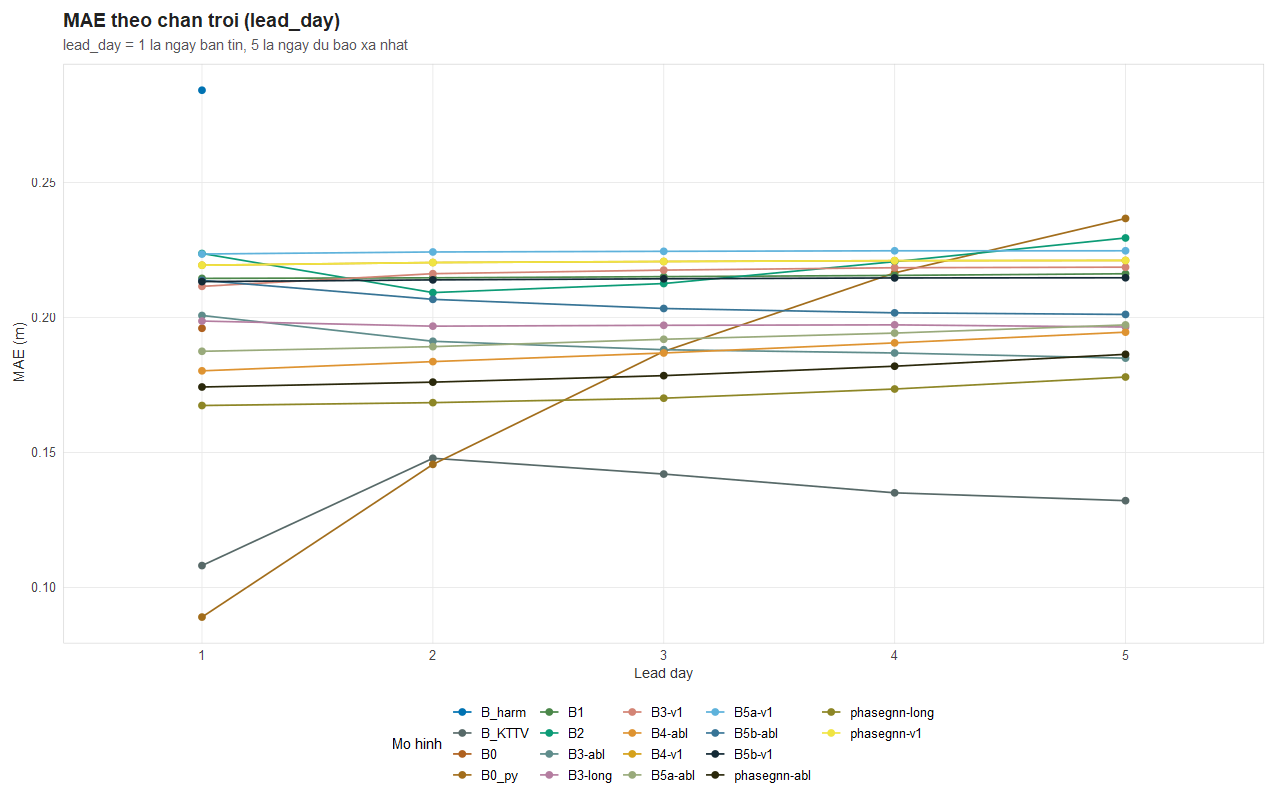 MAE theo chan troi (lead_day)
lead_day = 1 la ngay ban tin, 5 la ngay du bao xa nhat
MAE (m)
0.25
0.20
0.15
0.10
1 2 3 4 5
Lead day
Mo hinh
B_harm B1 B3-v1 B5a-v1 phasegnn-long
B_KTTV B2 B4-abl B5b-abl phasegnn-v1
B0 B3-abl B4-v1 B5b-v1
B0_py B3-long B5a-abl phasegnn-abl